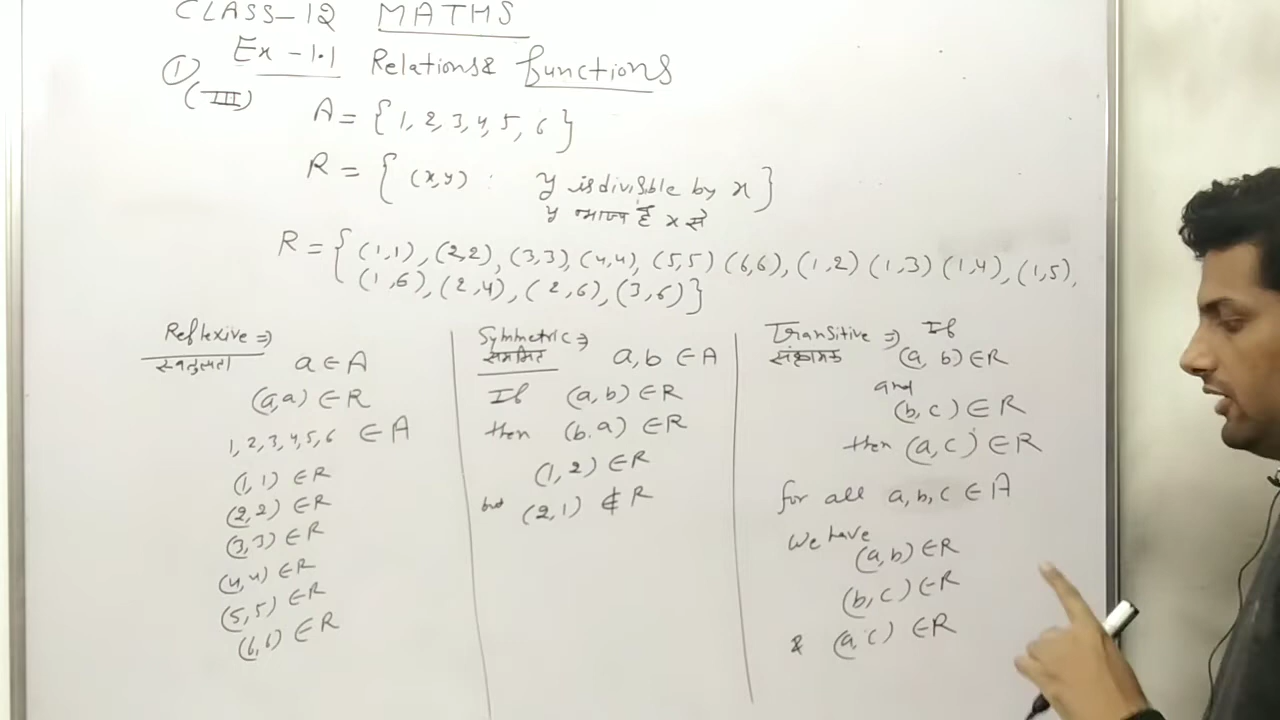 CLASS-12 MATHS
Ex-1.1 Relations & functions
① (III)
A = {1, 2, 3, 4, 5, 6}
R = {(x,y) : y is divisible by x}
y भाज्य है x से
R = {(1,1), (2,2), (3,3), (4,4), (5,5) (6,6), (1,2) (1,3) (1,4), (1,5),
(1,6), (2,4), (2,6), (3,6)}
Reflexive ⇒
a ∈ A
(a,a) ∈ R
1, 2, 3, 4, 5, 6 ∈ A
(1,1) ∈ R
(2,2) ∈ R
(3,3) ∈ R
(4,4) ∈ R
(5,5) ∈ R
(6,6) ∈ R
Symmetric ⇒
सममित a, b ∈ A
If (a,b) ∈ R
then (b.a) ∈ R
(1,2) ∈ R
but (2,1) ∉ R
Transitive ⇒ If
संक्रामक (a, b) ∈ R
and
(b, c) ∈ R
then (a, c) ∈ R
for all a, b, c ∈ A
We have
(a,b) ∈ R
(b, c) ∈ R
& (a, c) ∈ R